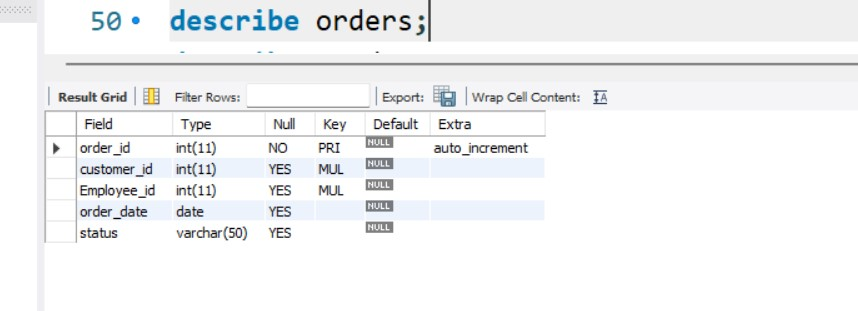 50 describe orders;
Result Grid Filter Rows: Export: Wrap Cell Content: IA
Field Type Null Key Default Extra
order_id int(11) NO PRI NULL auto_increment
customer_id int(11) YES MUL NULL
Employee_id int(11) YES MUL NULL
order_date date YES NULL
status varchar(50) YES NULL